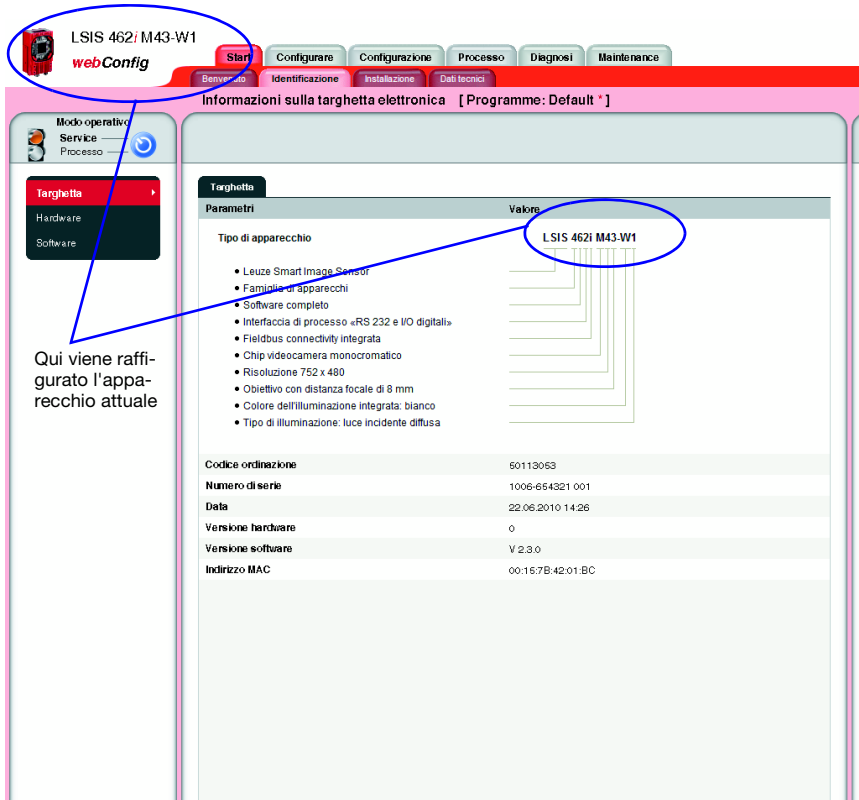 LSIS 462i M43-W1
webConfig
Start
Configurare
Configurazione
Processo
Diagnosi
Maintenance
Benvenuto
Identificazione
Installazione
Dati tecnici
Informazioni sulla targhetta elettronica [ Programme: Default * ]
Modo operativo
Service
Processo
Targhetta
Hardware
Software
Qui viene raffi-
gurato l'appa-
recchio attuale
Targhetta
Parametri Valore
Tipo di apparecchio LSIS 462i M43-W1
• Leuze Smart Image Sensor
• Famiglia di apparecchi
• Software completo
• Interfaccia di processo «RS 232 e I/O digitali»
• Fieldbus connectivity integrata
• Chip videocamera monocromatico
• Risoluzione 752 x 480
• Obiettivo con distanza focale di 8 mm
• Colore dell'illuminazione integrata: bianco
• Tipo di illuminazione: luce incidente diffusa
Codice ordinazione 50113053
Numero di serie 1006-654321 001
Data 22.06.2010 14:26
Versione hardware 0
Versione software V 2.3.0
Indirizzo MAC 00:15:7B:42:01:BC